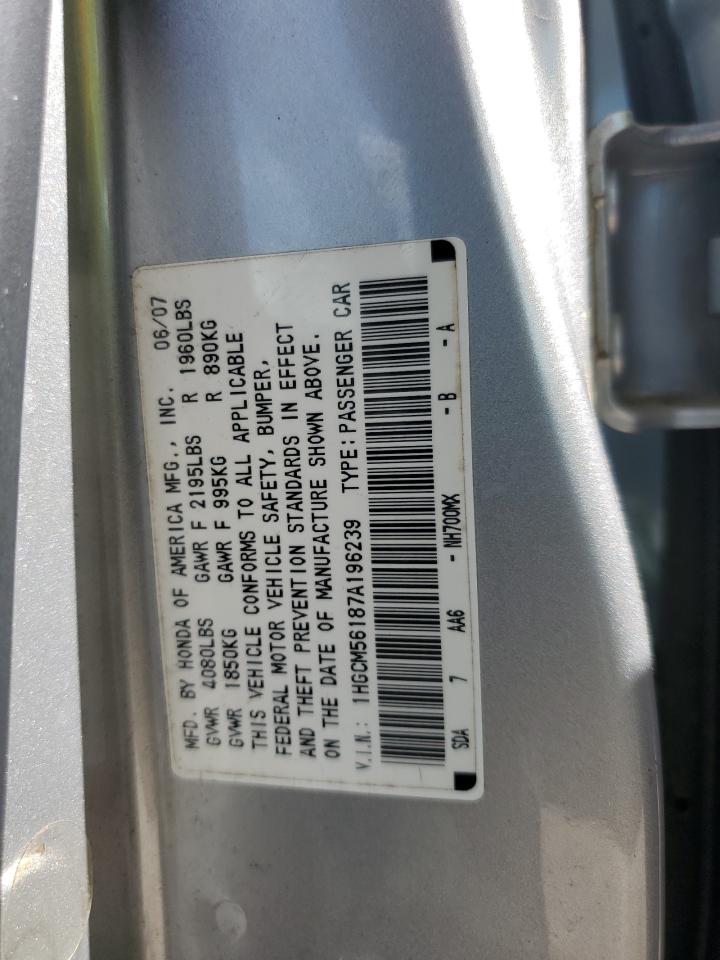 MFD. BY HONDA OF AMERICA MFG., INC. 06/07
GVWR 4080LBS GAWR F 2195LBS R 1960LBS
GVWR 1850KG GAWR F 995KG R 890KG
THIS VEHICLE CONFORMS TO ALL APPLICABLE
FEDERAL MOTOR VEHICLE SAFETY, BUMPER,
AND THEFT PREVENTION STANDARDS IN EFFECT
ON THE DATE OF MANUFACTURE SHOWN ABOVE.
V.I.N.: 1HGCM56187A196239 TYPE:PASSENGER CAR
SDA 7 AA6 - NH700MX - B - A